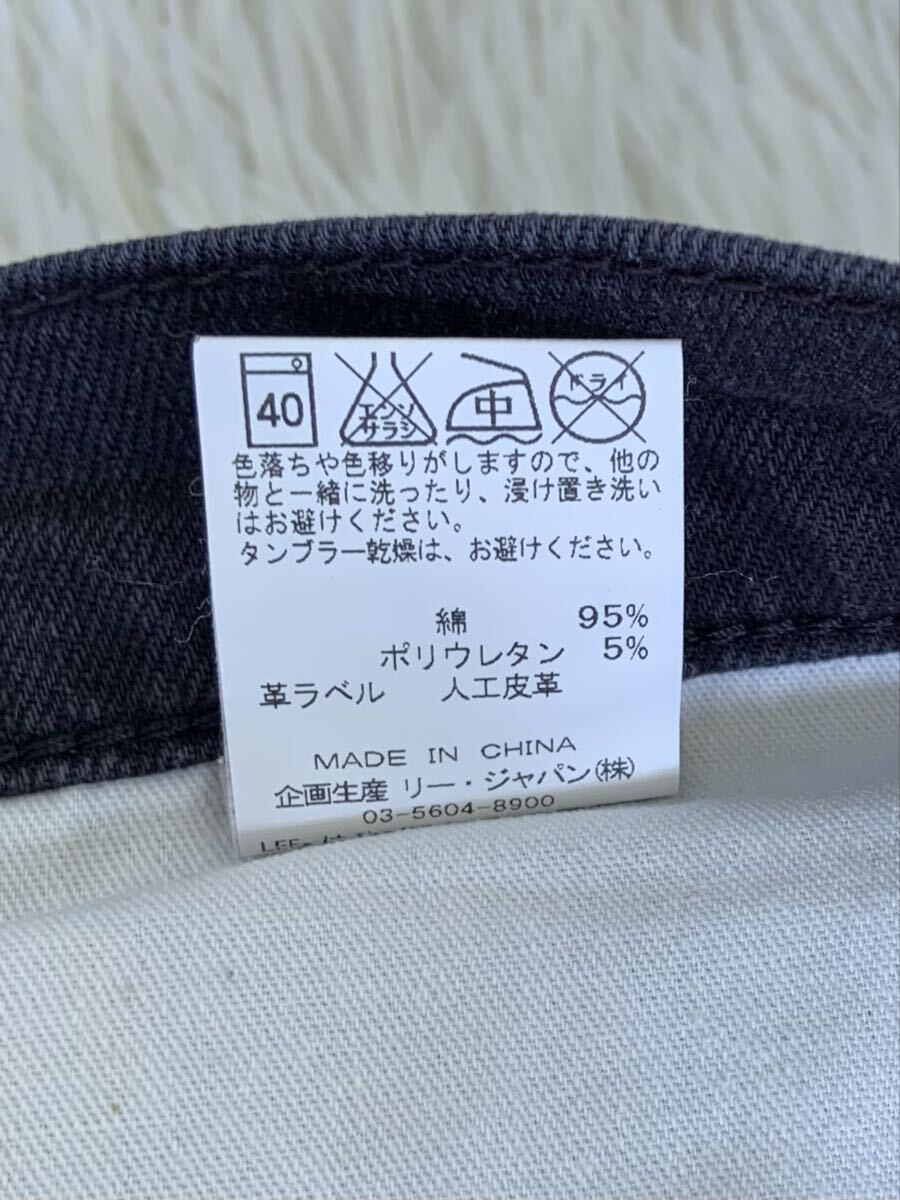 40
エンソ
サラシ
中
ドライ
色落ちや色移りがしますので、他の
物と一緒に洗ったり、浸け置き洗い
はお避けください。
タンブラー乾燥は、お避けください。
綿 95%
ポリウレタン 5%
革ラベル 人工皮革
MADE IN CHINA
企画生産 リー・ジャパン(株)
03-5604-8900